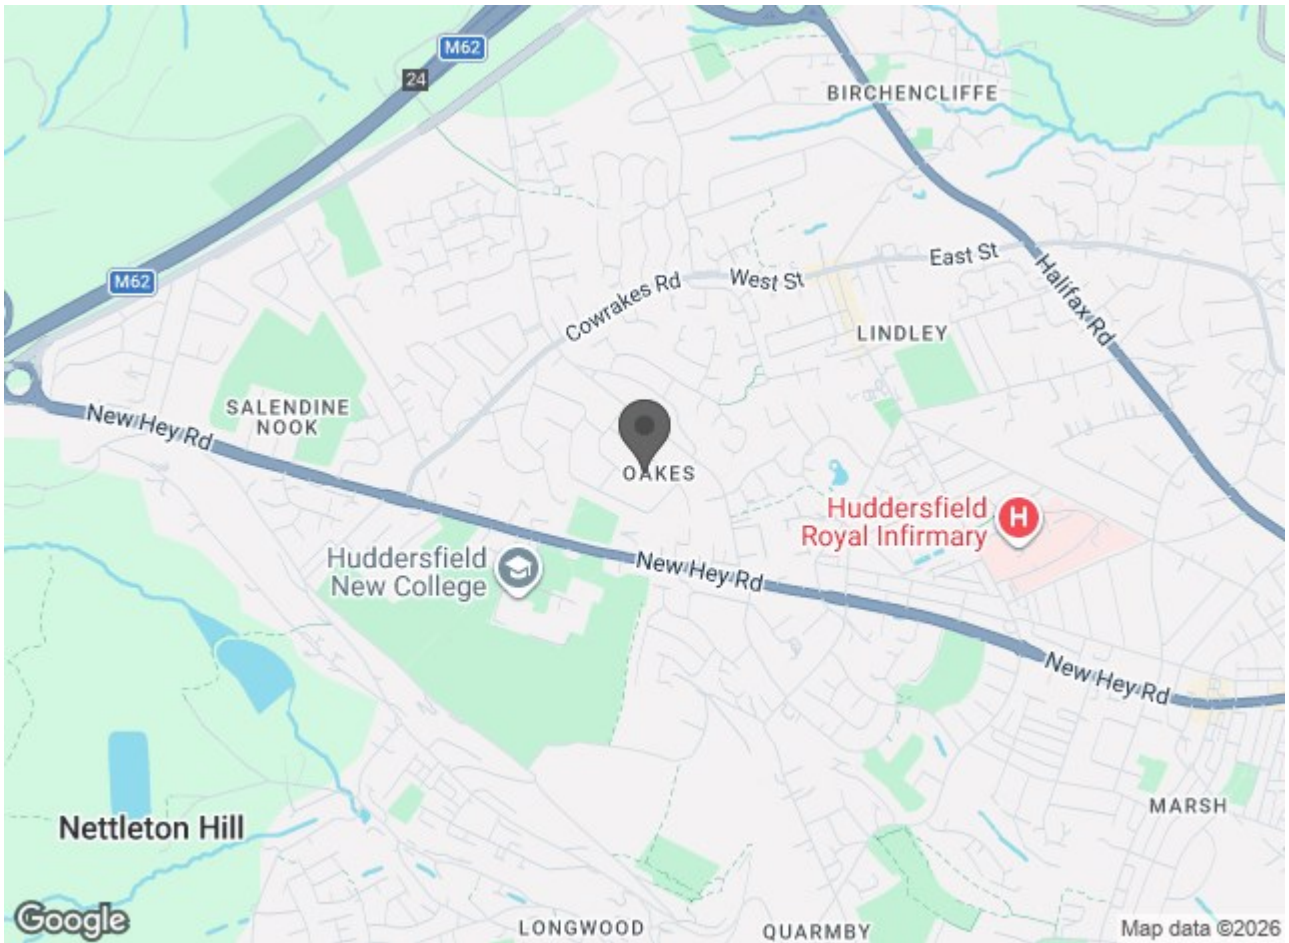 M62
24
BIRCHENCLIFFE
M62
Cowrakes Rd
West St
East St
Halifax Rd
LINDLEY
New Hey Rd
SALENDINE
NOOK
OAKES
Huddersfield
Royal Infirmary
H
Huddersfield
New College
New Hey Rd
New Hey Rd
MARSH
Nettleton Hill
LONGWOOD
QUARMBY
Google
Map data ©2026